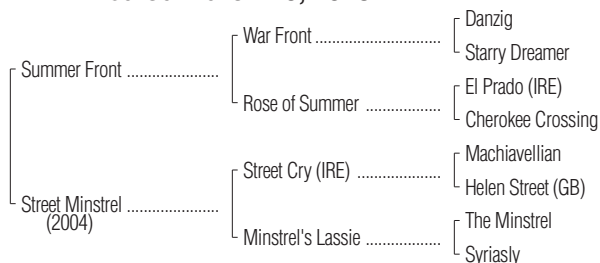 Danzig
War Front ....................
Starry Dreamer
Summer Front ......................
El Prado (IRE)
Rose of Summer ..................
Cherokee Crossing
Machiavellian
Street Cry (IRE) ....................
Helen Street (GB)
Street Minstrel .......................
(2004)
The Minstrel
Minstrel's Lassie ..................
Syriasly